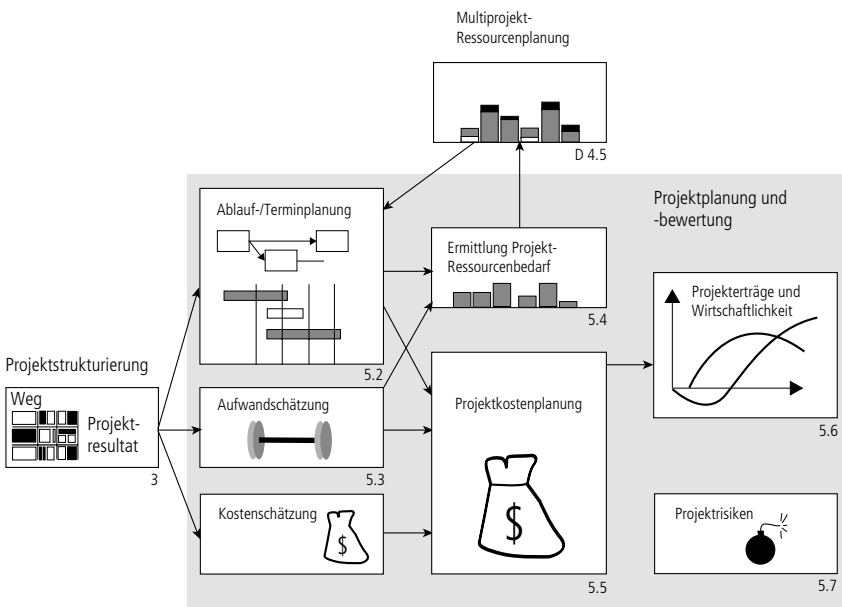 Multiprojekt-
Ressourcenplanung
D 4.5
Projektplanung und
-bewertung
Ablauf-/Terminplanung
5.2
Ermittlung Projekt-
Ressourcenbedarf
5.4
Projekterträge und
Wirtschaftlichkeit
5.6
Projektstrukturierung
Weg
Projekt-
resultat
3
Aufwandschätzung
5.3
Projektkostenplanung
$
5.5
Kostenschätzung
$
Projektrisiken
5.7